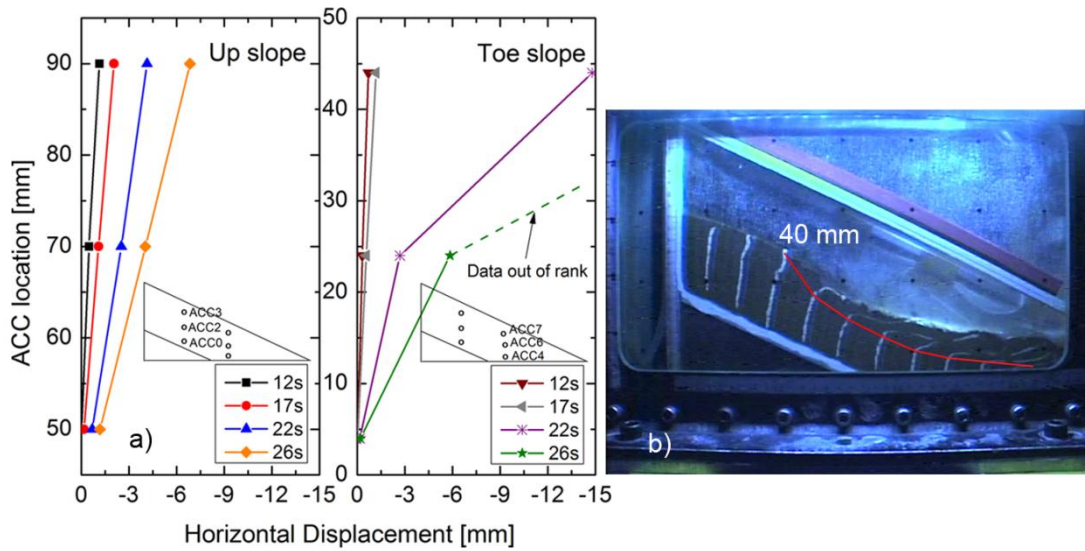 Up slope
Toe slope
90
80
70
60
50
ACC location [mm]
50
40
30
20
10
0
ACC3
ACC2
ACC0
ACC7
ACC6
ACC4
Data out of rank
12s
17s
22s
26s
12s
17s
22s
26s
a)
0 -3 -6 -9 -12 -15
0 -3 -6 -9 -12 -15
Horizontal Displacement [mm]
40 mm
b)